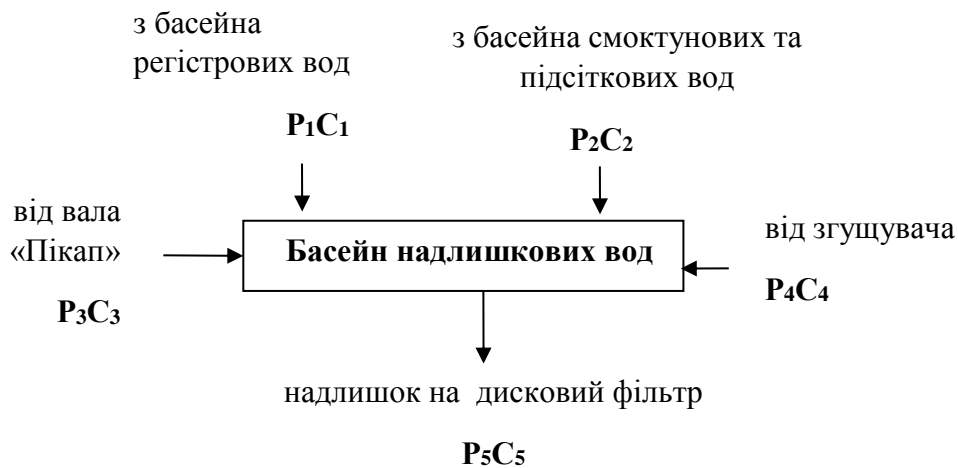 з басейна
регістрових вод
P₁C₁
з басейна смоктунових та
підсіткових вод
P₂C₂
від вала
«Пікап»
P₃C₃
Басейн надлишкових вод
від згущувача
P₄C₄
надлишок на дисковий фільтр
P₅C₅